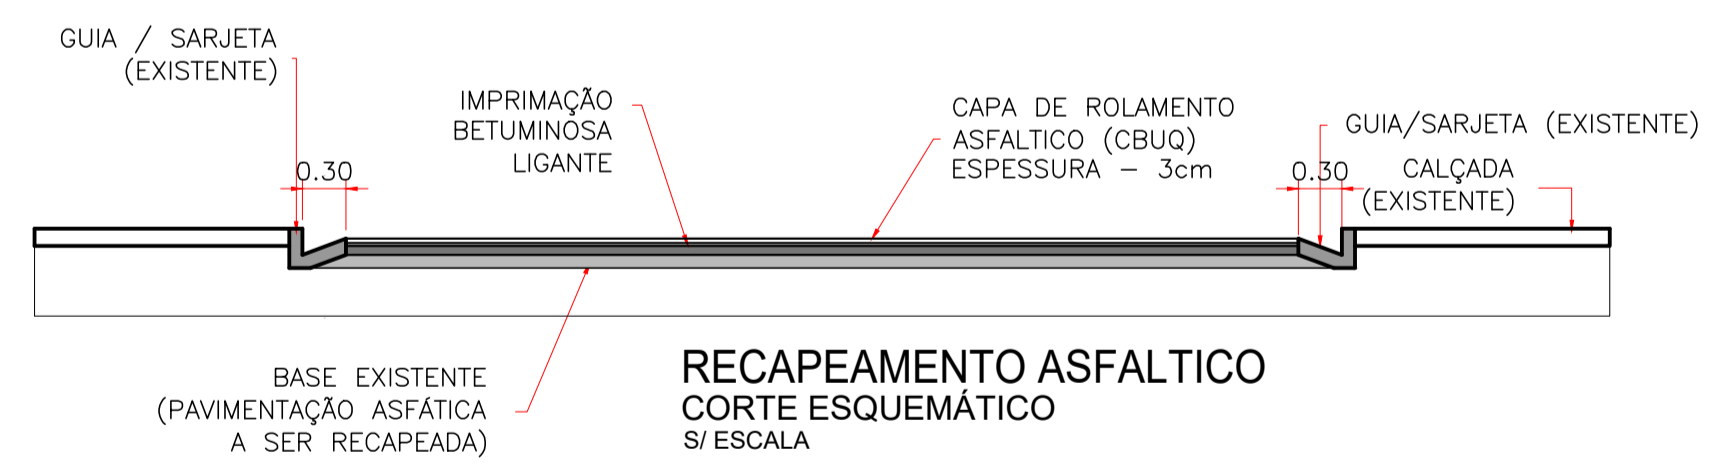 GUIA / SARJETA
(EXISTENTE)
0.30
IMPRIMAÇÃO
BETUMINOSA
LIGANTE
CAPA DE ROLAMENTO
ASFALTICO (CBUQ)
ESPESSURA – 3cm
0.30
GUIA/SARJETA (EXISTENTE)
CALÇADA
(EXISTENTE)
BASE EXISTENTE
(PAVIMENTAÇÃO ASFÁTICA
A SER RECAPEADA)
RECAPEAMENTO ASFALTICO
CORTE ESQUEMÁTICO
S/ ESCALA